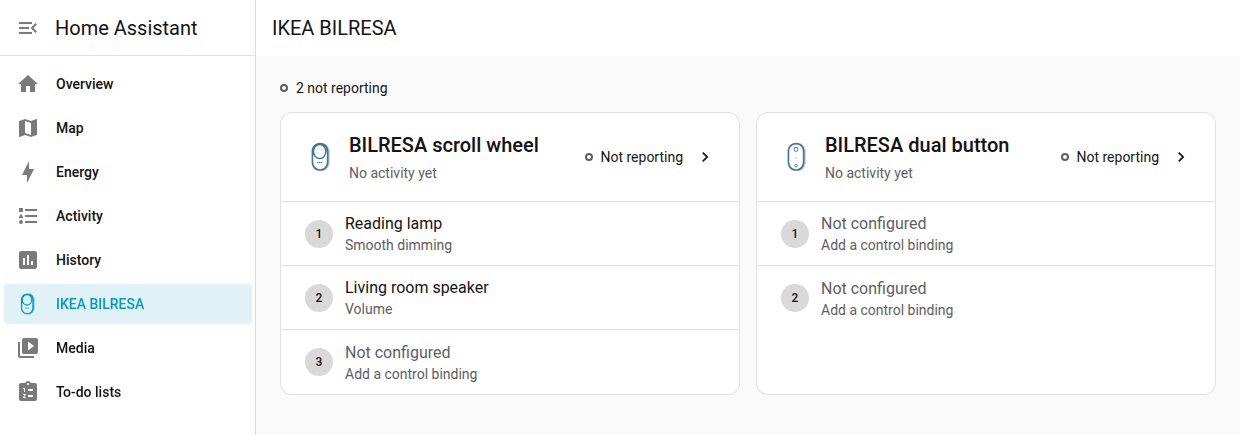 Home Assistant
IKEA BILRESA
Overview
Map
Energy
Activity
History
IKEA BILRESA
Media
To-do lists
2 not reporting
BILRESA scroll wheel
No activity yet
Not reporting
1
Reading lamp
Smooth dimming
2
Living room speaker
Volume
3
Not configured
Add a control binding
BILRESA dual button
No activity yet
Not reporting
1
Not configured
Add a control binding
2
Not configured
Add a control binding